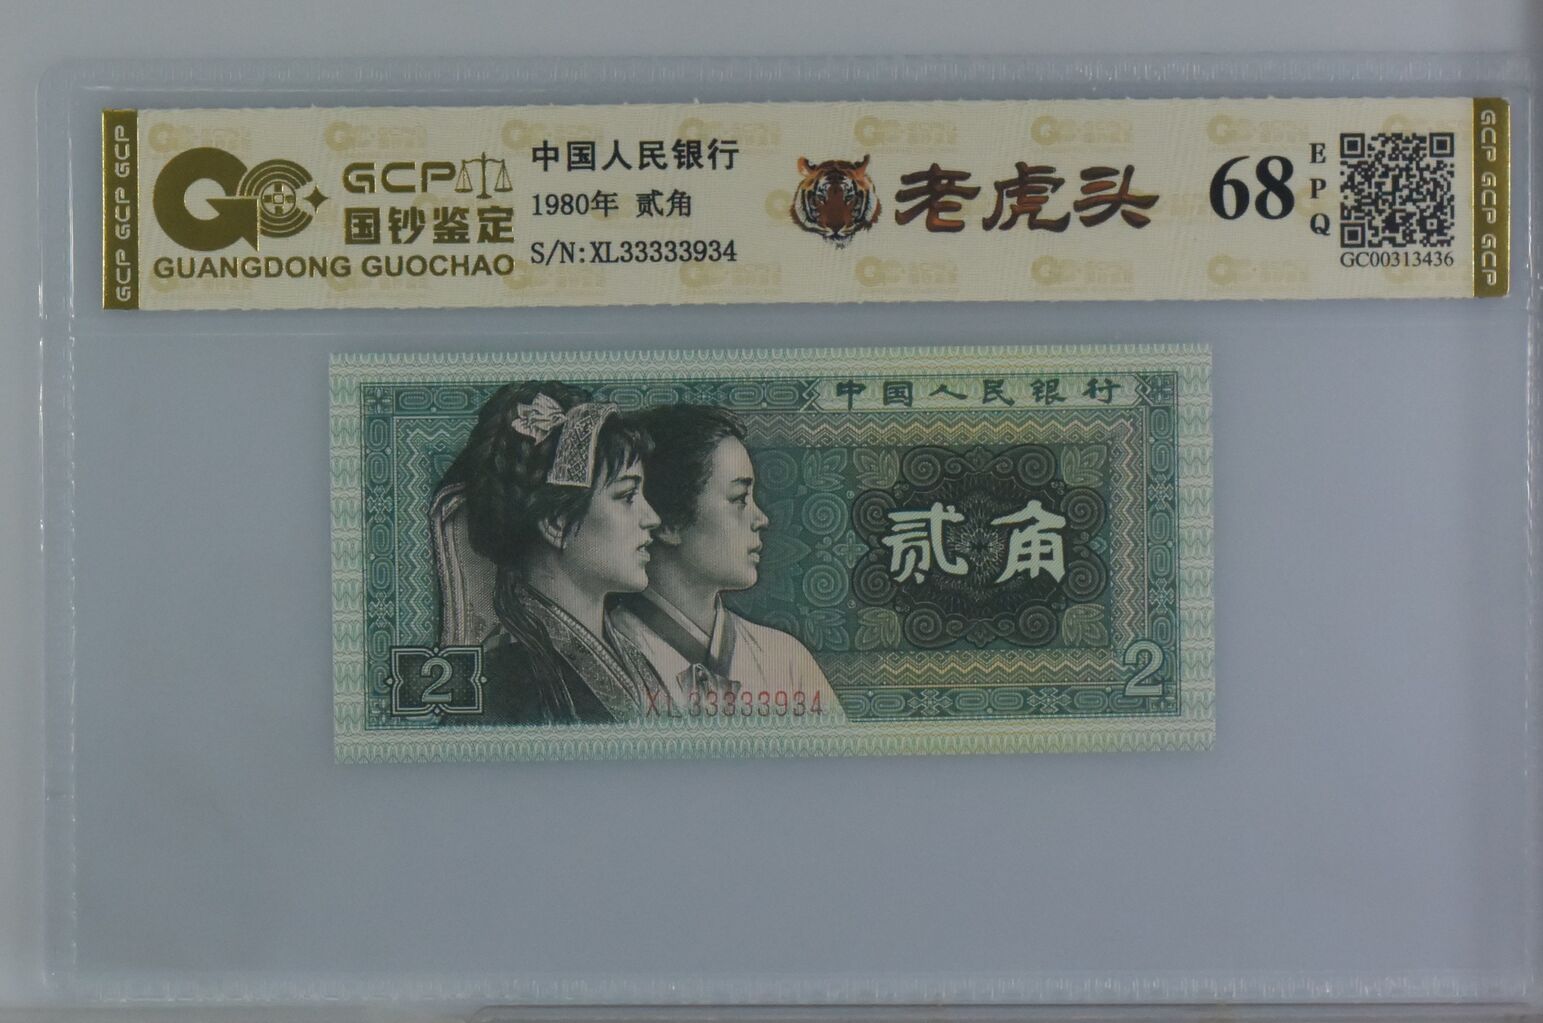 GCP GCP GCP
GCP
国钞鉴定
GUANGDONG GUOCHAO
中国人民银行
1980年 贰角
S/N:XL33333934
老虎头
68
EPQ
GC00313436
GCP GCP GCP
中国人民银行
贰角
2
2
XL33333934